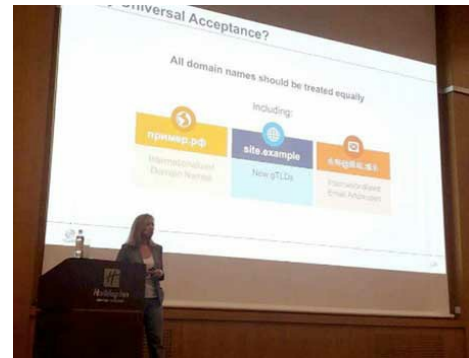 Universal Acceptance?
All domain names should be treated equally
Including:
пример.рф
Internationalized
Domain Names
site.example
New gTLDs
Internationalized
Email Addresses